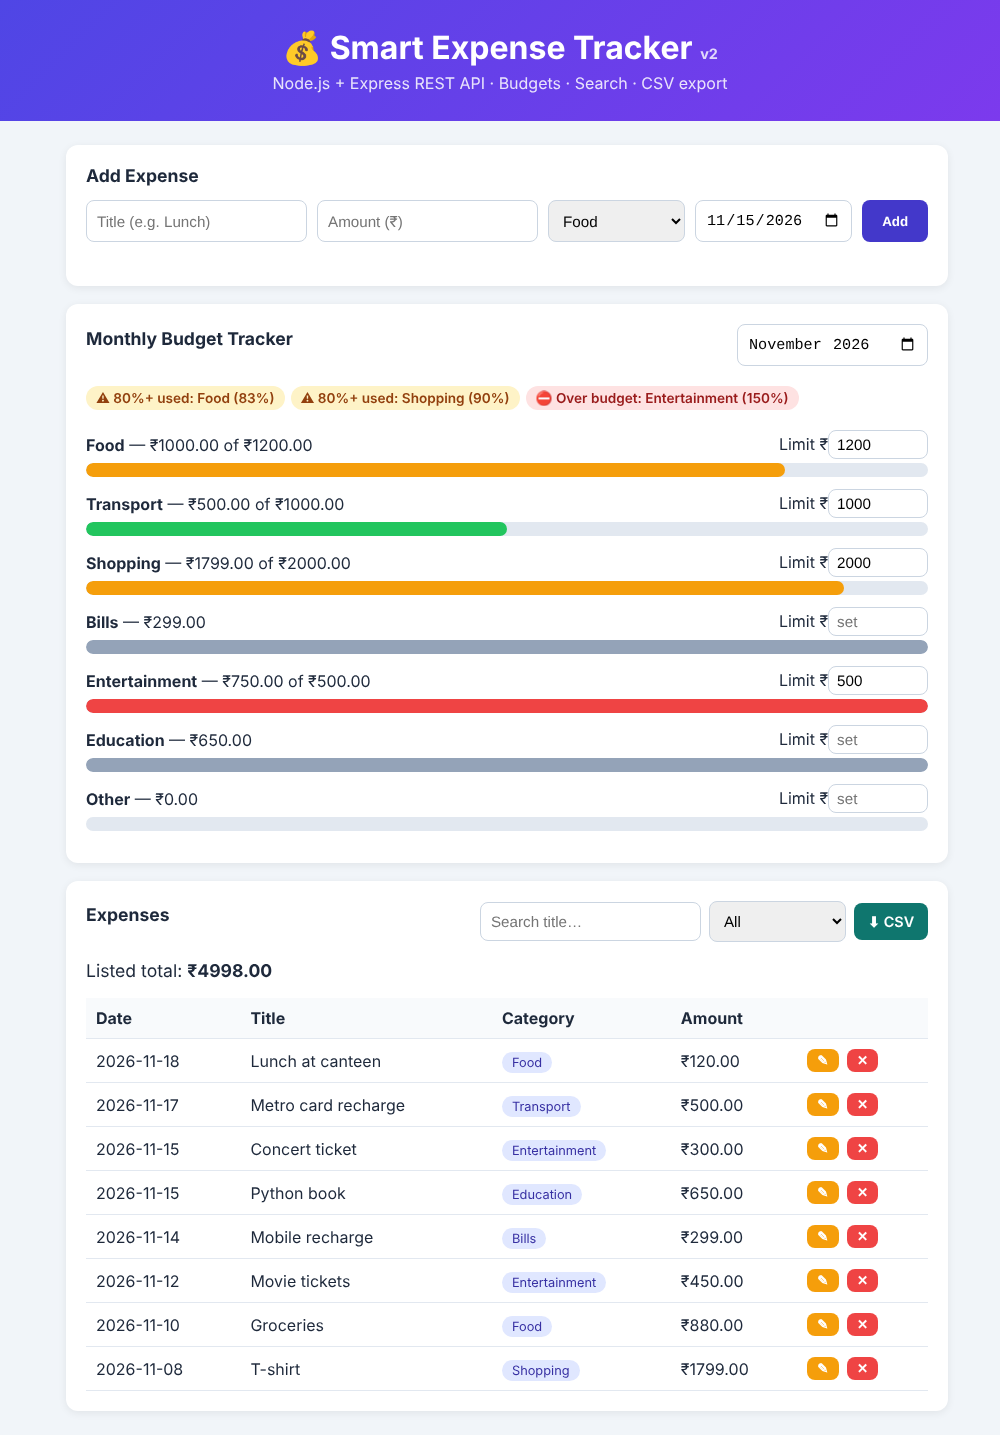 💰 Smart Expense Tracker v2
Node.js + Express REST API · Budgets · Search · CSV export
Add Expense
Title (e.g. Lunch) Amount (₹) Food 11/15/2026 Add
Monthly Budget Tracker November 2026
⚠ 80%+ used: Food (83%) ⚠ 80%+ used: Shopping (90%) ⛔ Over budget: Entertainment (150%)
Food — ₹1000.00 of ₹1200.00 Limit ₹ 1200
Transport — ₹500.00 of ₹1000.00 Limit ₹ 1000
Shopping — ₹1799.00 of ₹2000.00 Limit ₹ 2000
Bills — ₹299.00 Limit ₹ set
Entertainment — ₹750.00 of ₹500.00 Limit ₹ 500
Education — ₹650.00 Limit ₹ set
Other — ₹0.00 Limit ₹ set
Expenses Search title… All ⬇ CSV
Listed total: ₹4998.00
Date Title Category Amount
2026-11-18 Lunch at canteen Food ₹120.00 ✎ ✕
2026-11-17 Metro card recharge Transport ₹500.00 ✎ ✕
2026-11-15 Concert ticket Entertainment ₹300.00 ✎ ✕
2026-11-15 Python book Education ₹650.00 ✎ ✕
2026-11-14 Mobile recharge Bills ₹299.00 ✎ ✕
2026-11-12 Movie tickets Entertainment ₹450.00 ✎ ✕
2026-11-10 Groceries Food ₹880.00 ✎ ✕
2026-11-08 T-shirt Shopping ₹1799.00 ✎ ✕